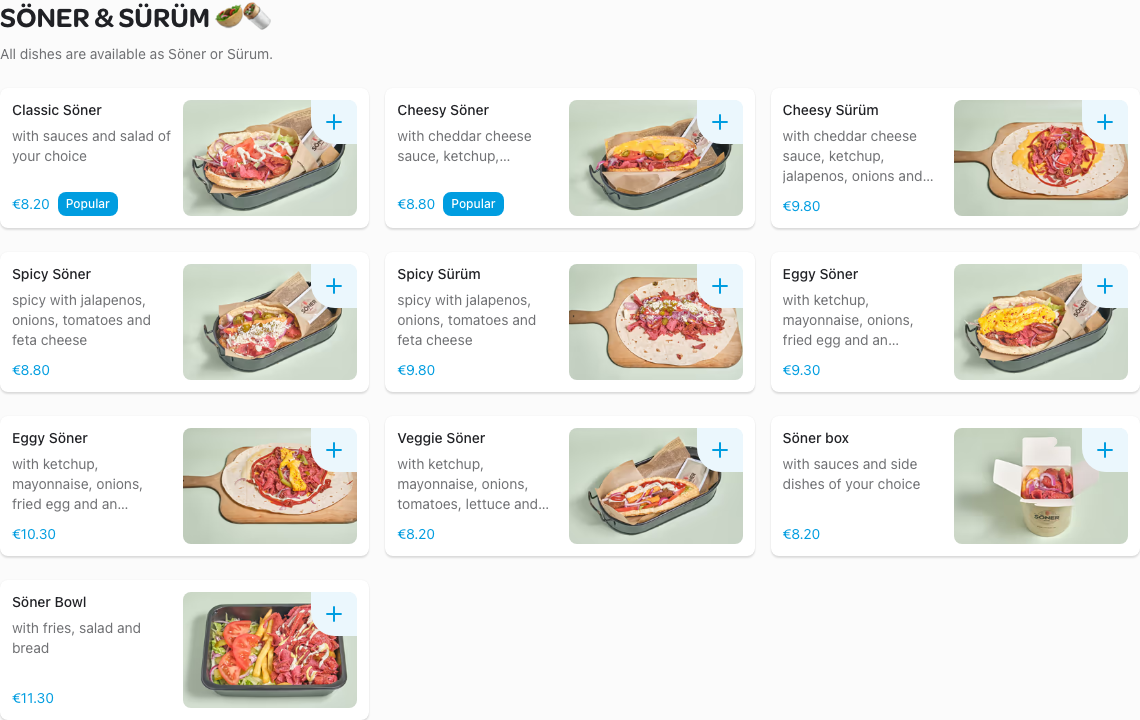 SÖNER & SÜRÜM
All dishes are available as Söner or Sürum.
Classic Söner
with sauces and salad of
your choice
€8.20 Popular
Cheesy Söner
with cheddar cheese
sauce, ketchup,...
€8.80 Popular
Cheesy Sürüm
with cheddar cheese
sauce, ketchup,
jalapenos, onions and...
€9.80
Spicy Söner
spicy with jalapenos,
onions, tomatoes and
feta cheese
€8.80
Spicy Sürüm
spicy with jalapenos,
onions, tomatoes and
feta cheese
€9.80
Eggy Söner
with ketchup,
mayonnaise, onions,
fried egg and an...
€9.30
Eggy Söner
with ketchup,
mayonnaise, onions,
fried egg and an...
€10.30
Veggie Söner
with ketchup,
mayonnaise, onions,
tomatoes, lettuce and...
€8.20
Söner box
with sauces and side
dishes of your choice
€8.20
SÖNER
Söner Bowl
with fries, salad and
bread
€11.30